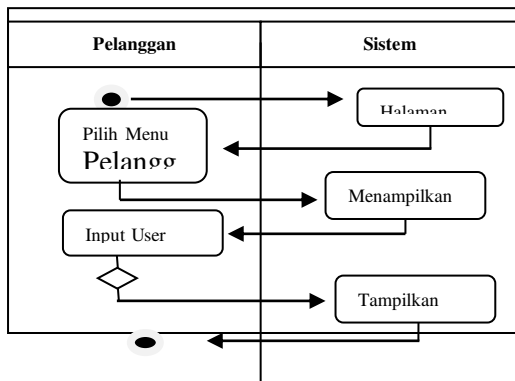 Pelanggan Sistem
Halaman
Pilih Menu
Pelangg
Menampilkan
Input User
Tampilkan